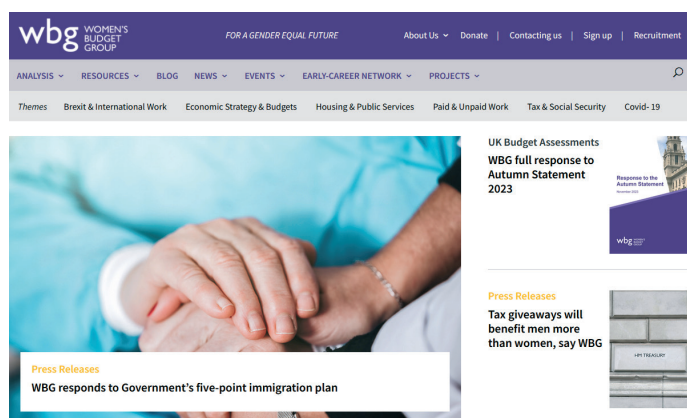 wbg WOMEN'S
BUDGET
GROUP
FOR A GENDER EQUAL FUTURE
About Us Donate | Contacting us | Sign up | Recruitment
ANALYSIS RESOURCES BLOG NEWS EVENTS EARLY-CAREER NETWORK PROJECTS
Themes Brexit & International Work Economic Strategy & Budgets Housing & Public Services Paid & Unpaid Work Tax & Social Security Covid- 19
UK Budget Assessments
WBG full response to
Autumn Statement
2023
Response to the
Autumn Statement
November 2023
wbg
Press Releases
Tax giveaways will
benefit men more
than women, say WBG
HM TREASURY
Press Releases
WBG responds to Government's five-point immigration plan